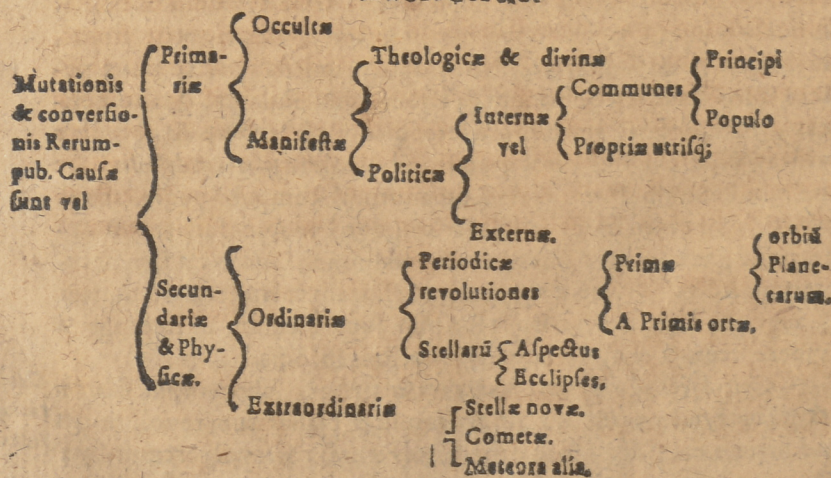 Occultæ
Prima-
riæ
Manifestæ
Theologicæ & divinæ
Politicæ
Internæ
vel
Externæ.
Communes
Propriæ utrisq;
Principi
Populo
Mutationis
& conversio-
nis Rerum-
pub. Causæ
sunt vel
Secun-
dariæ
& Phy-
sicæ.
Ordinariæ
Extraordinariæ
Periodicæ
revolutiones
Stellarū
Primæ
A Primis ortæ.
orbiū
Plane-
tarum.
Aspectus
Ecclipses.
Stellæ novæ.
Cometæ.
Meteora alia.